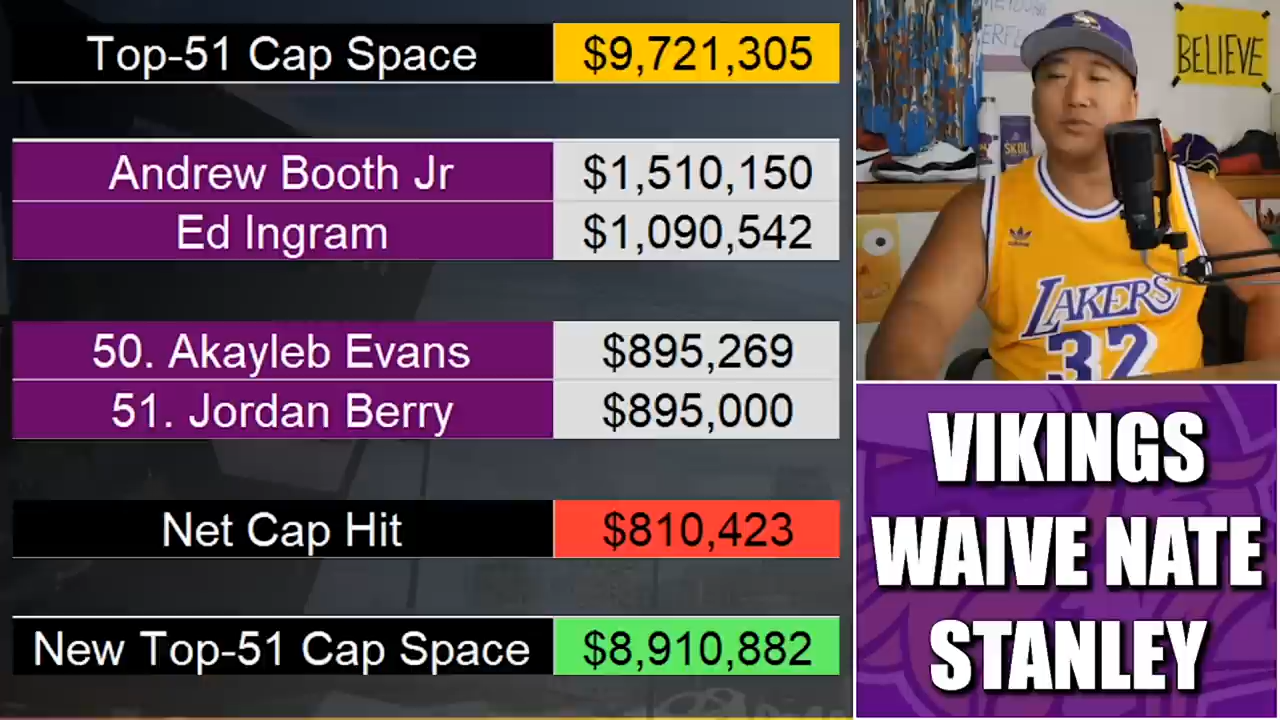 Top-51 Cap Space $9,721,305
Andrew Booth Jr $1,510,150
Ed Ingram $1,090,542
50. Akayleb Evans $895,269
51. Jordan Berry $895,000
Net Cap Hit $810,423
New Top-51 Cap Space $8,910,882
BELIEVE
SKOL
adidas
LAKERS
32
VIKINGS
WAIVE NATE
STANLEY